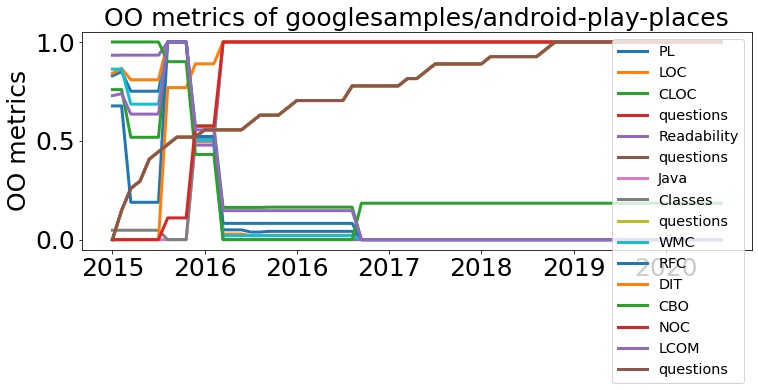 OO metrics of googlesamples/android-play-places
OO metrics
1.0
0.5
0.0
2015
2016
2016
2017
2018
2019
2020
PL
LOC
CLOC
questions
Readability
questions
Java
Classes
questions
WMC
RFC
DIT
CBO
NOC
LCOM
questions